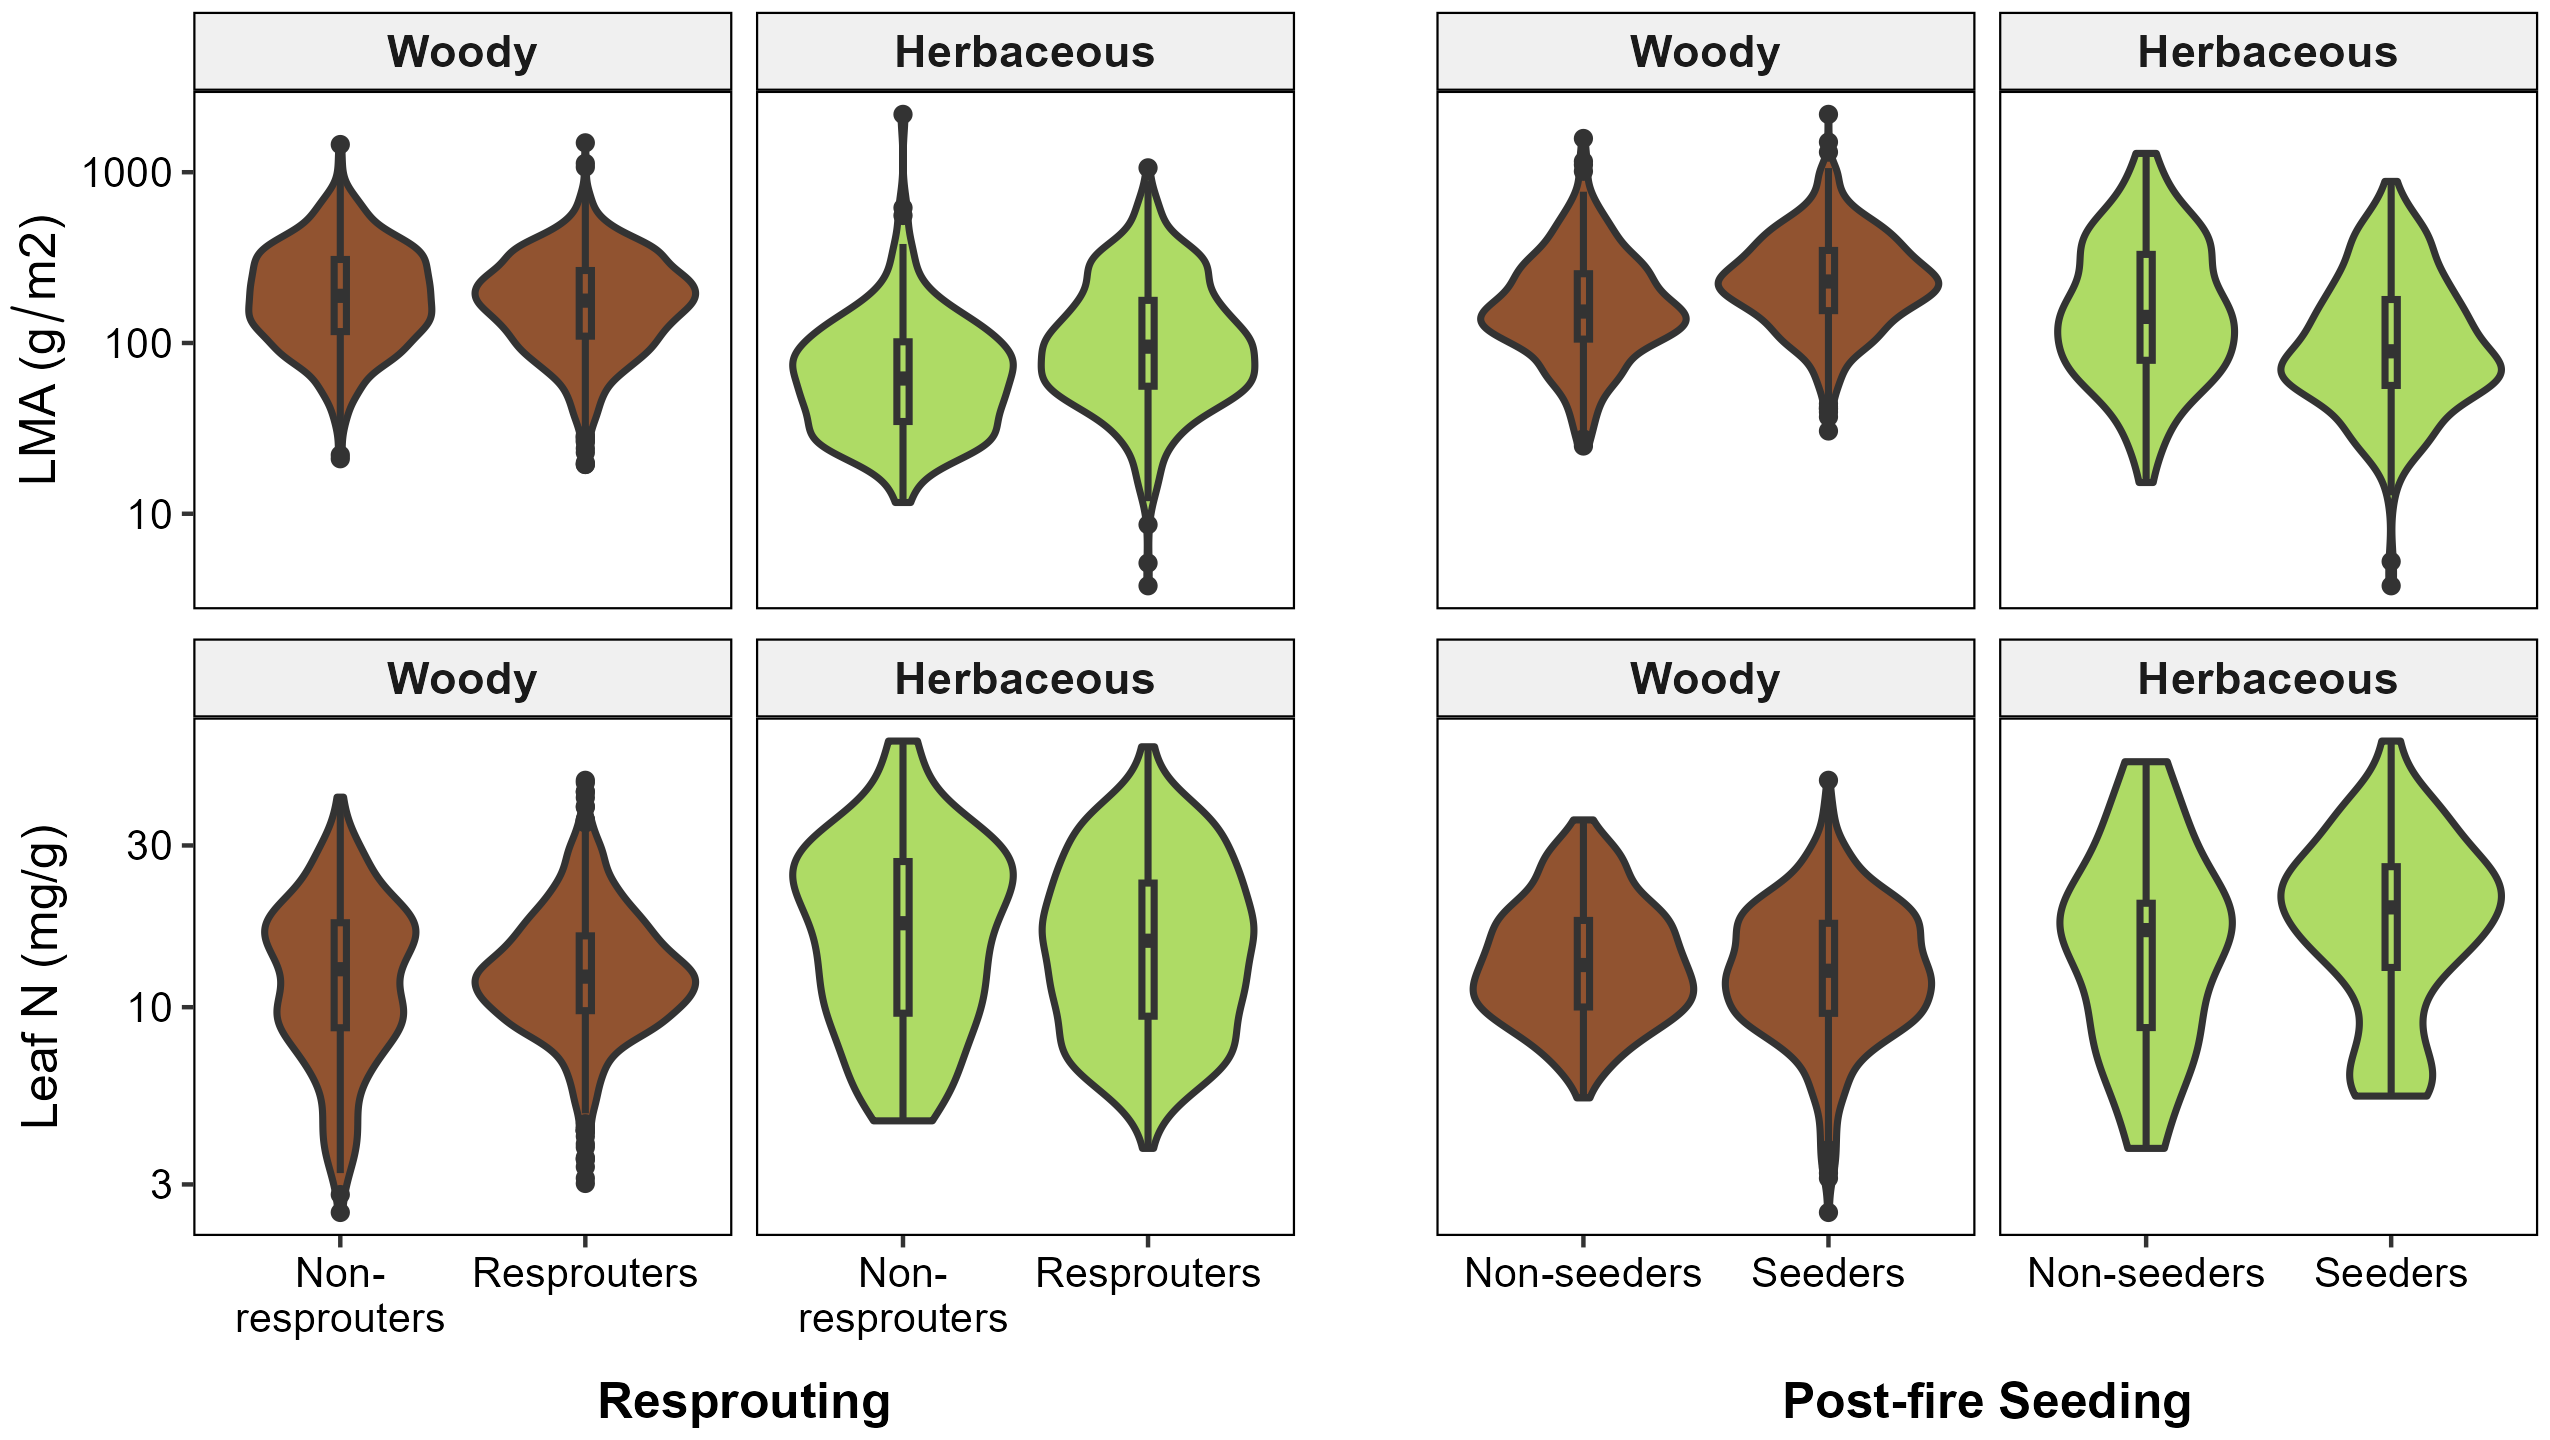 Woody
Herbaceous
Woody
Herbaceous
LMA (g/m2)
1000
100
10
Woody
Herbaceous
Woody
Herbaceous
Leaf N (mg/g)
30
10
3
Non-
resprouters
Resprouters
Non-
resprouters
Resprouters
Non-seeders
Seeders
Non-seeders
Seeders
Resprouting
Post-fire Seeding